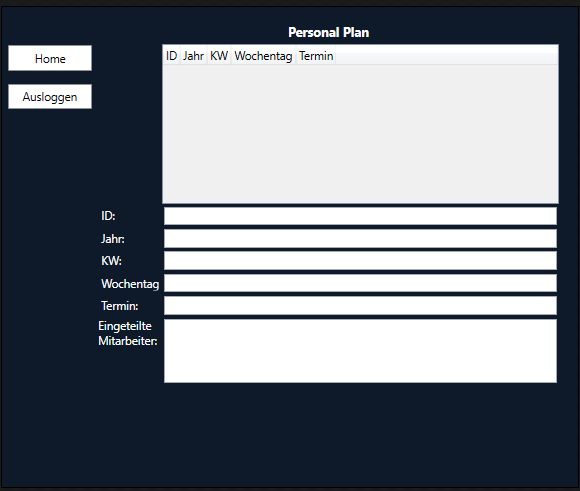 Personal Plan
Home
Ausloggen
ID Jahr KW Wochentag Termin
ID:
Jahr:
KW:
Wochentag
Termin:
Eingeteilte
Mitarbeiter: